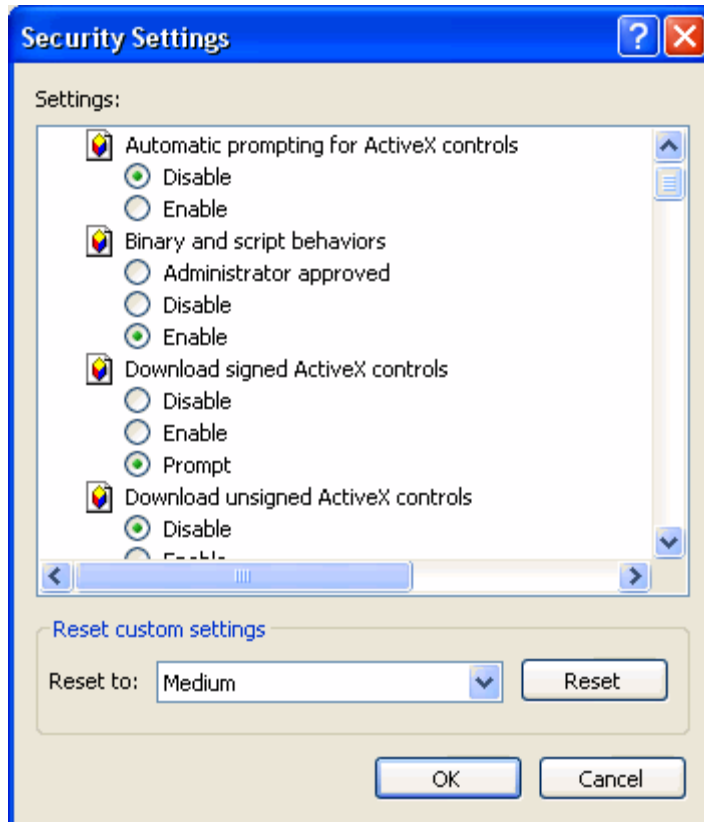 Security Settings
Settings:
Automatic prompting for ActiveX controls
Disable
Enable
Binary and script behaviors
Administrator approved
Disable
Enable
Download signed ActiveX controls
Disable
Enable
Prompt
Download unsigned ActiveX controls
Disable
Enable
Reset custom settings
Reset to: Medium Reset
OK Cancel